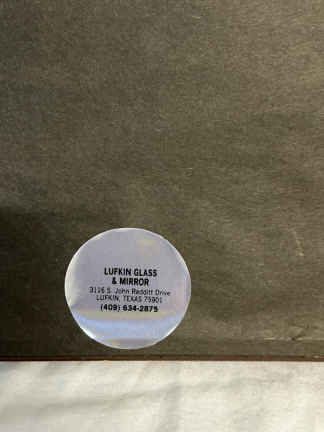 LUFKIN GLASS
& MIRROR
3116 S. John Redditt Drive
LUFKIN, TEXAS 75901
(409) 634-2875